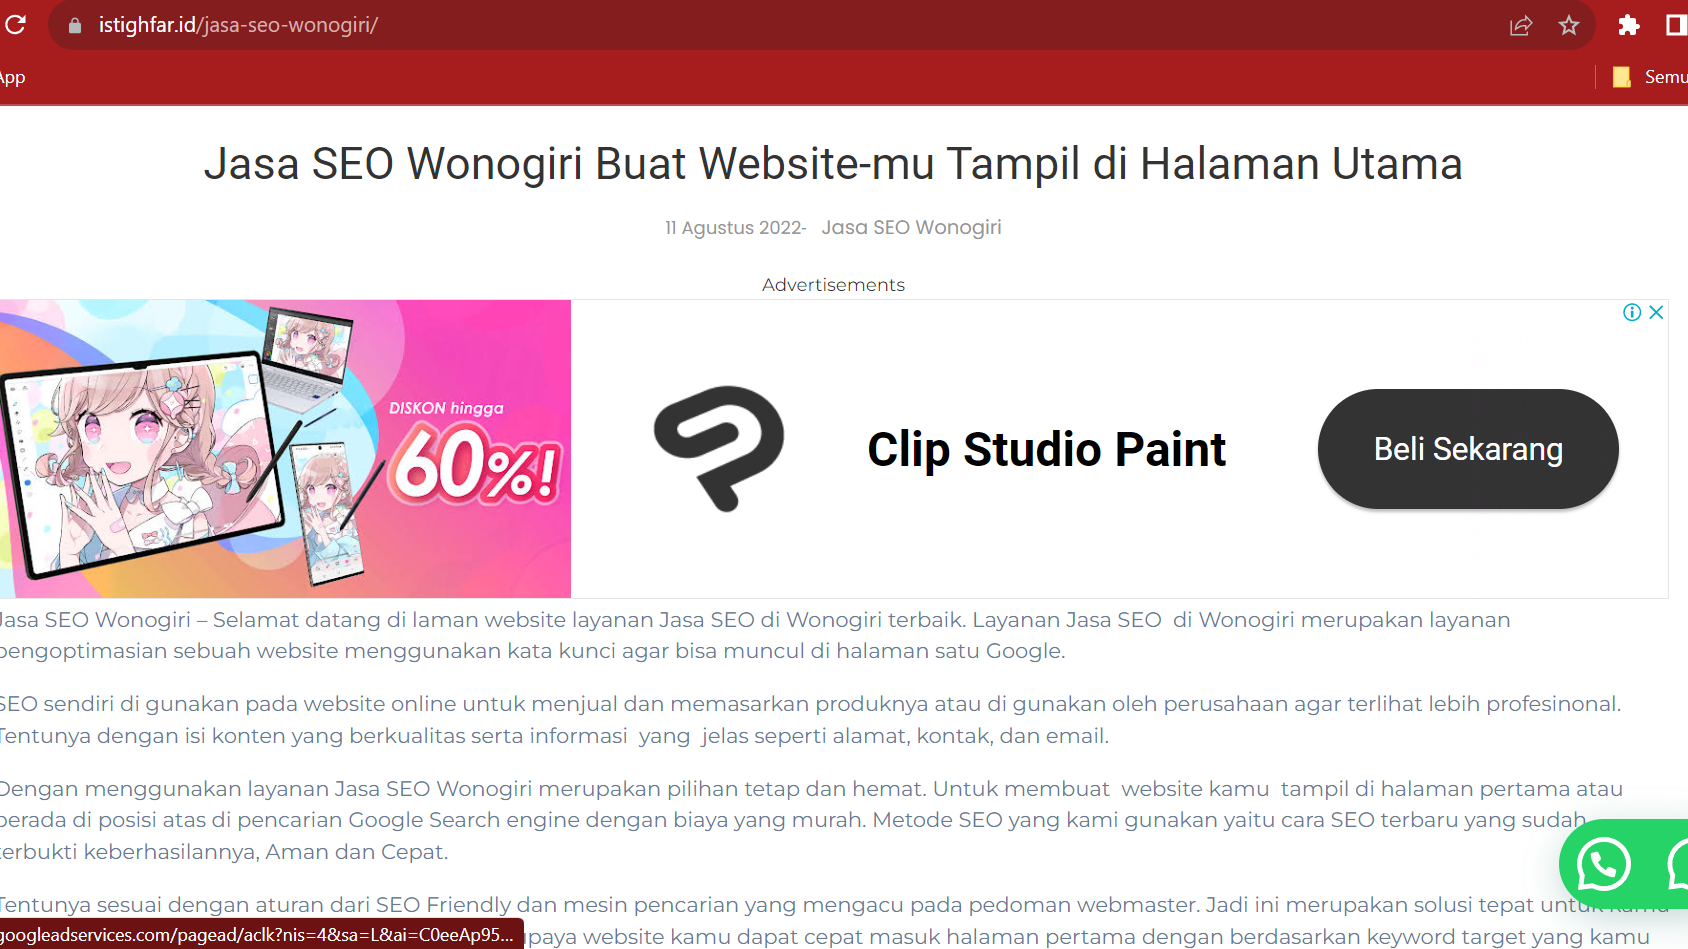 istighfar.id/jasa-seo-wonogiri/
App
Semu
Jasa SEO Wonogiri Buat Website-mu Tampil di Halaman Utama
11 Agustus 2022- Jasa SEO Wonogiri
Advertisements
DISKON hingga
60%!
Clip Studio Paint
Beli Sekarang
Jasa SEO Wonogiri – Selamat datang di laman website layanan Jasa SEO di Wonogiri terbaik. Layanan Jasa SEO  di Wonogiri merupakan layanan
pengoptimasian sebuah website menggunakan kata kunci agar bisa muncul di halaman satu Google.
SEO sendiri di gunakan pada website online untuk menjual dan memasarkan produknya atau di gunakan oleh perusahaan agar terlihat lebih profesinonal.
Tentunya dengan isi konten yang berkualitas serta informasi  yang  jelas seperti alamat, kontak, dan email.
Dengan menggunakan layanan Jasa SEO Wonogiri merupakan pilihan tetap dan hemat. Untuk membuat  website kamu  tampil di halaman pertama atau
berada di posisi atas di pencarian Google Search engine dengan biaya yang murah. Metode SEO yang kami gunakan yaitu cara SEO terbaru yang sudah
terbukti keberhasilannya, Aman dan Cepat.
Tentunya sesuai dengan aturan dari SEO Friendly dan mesin pencarian yang mengacu pada pedoman webmaster. Jadi ini merupakan solusi tepat untuk kamu
googleadservices.com/pagead/aclk?nis=4&sa=L&ai=C0eeAp95...
upaya website kamu dapat cepat masuk halaman pertama dengan berdasarkan keyword target yang kamu